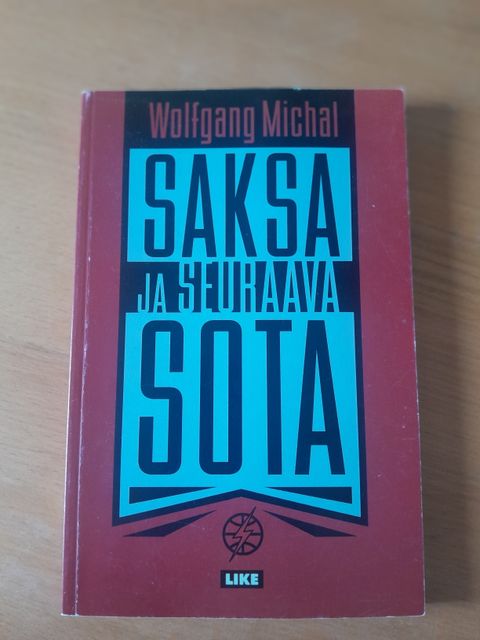 Wolfgang Michal
SAKSA
JA SEURAAVA
SOTA
LIKE